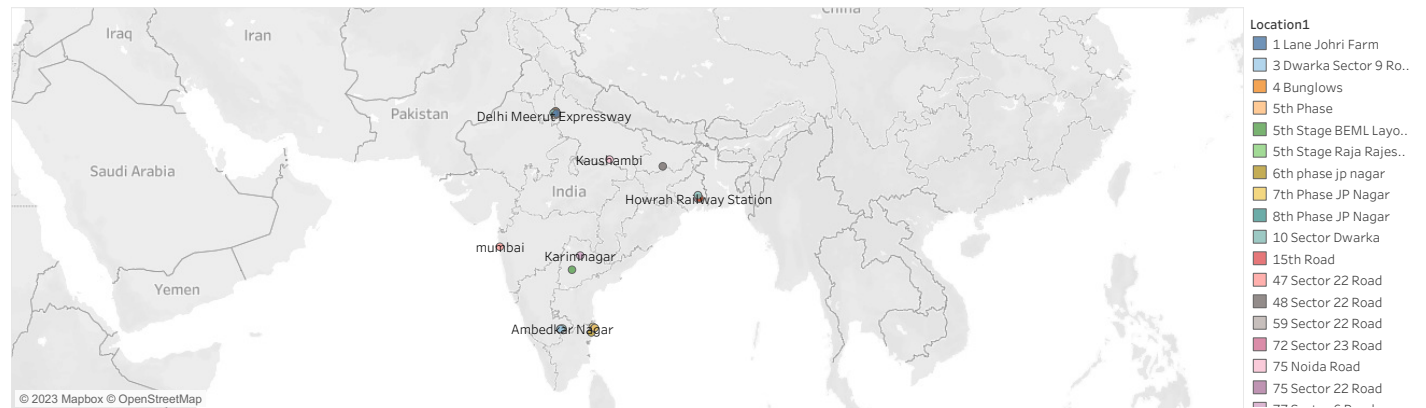 China
Iraq
Iran
Pakistan
Delhi Meerut Expressway
Kaushambi
Saudi Arabia
India
Howrah Railway Station
mumbai
Karimnagar
Yemen
Ambedkar Nagar
© 2023 Mapbox © OpenStreetMap
Location1
1 Lane Johri Farm
3 Dwarka Sector 9 Ro..
4 Bunglows
5th Phase
5th Stage BEML Layo..
5th Stage Raja Rajes..
6th phase jp nagar
7th Phase JP Nagar
8th Phase JP Nagar
10 Sector Dwarka
15th Road
47 Sector 22 Road
48 Sector 22 Road
59 Sector 22 Road
72 Sector 23 Road
75 Noida Road
75 Sector 22 Road